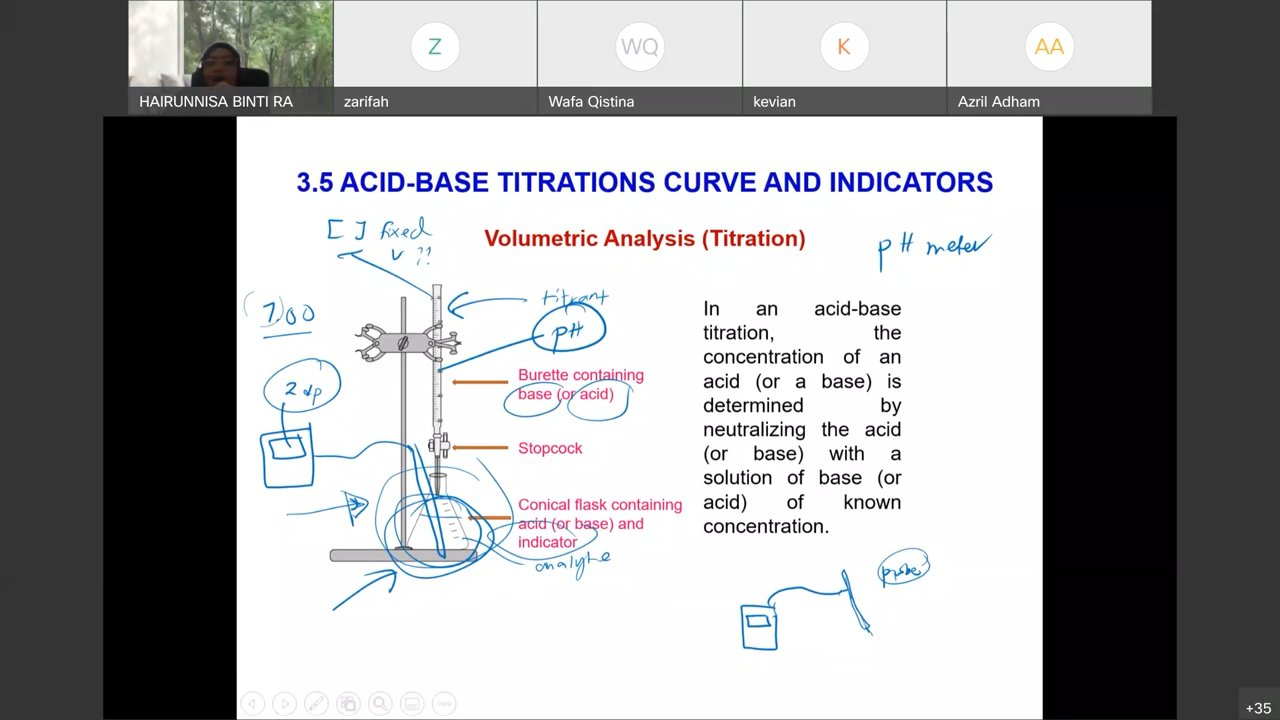 Z
WQ
K
AA
HAIRUNNISA BINTI RA
zarifah
Wafa Qistina
kevian
Azril Adham
3.5 ACID-BASE TITRATIONS CURVE AND INDICATORS
[ ] fixed
v ??
Volumetric Analysis (Titration)
pH meter
7.00
titrant
pH
2 dp
Burette containing
base (or acid)
Stopcock
Conical flask containing
acid (or base) and
indicator
analyte
In an acid-base
titration, the
concentration of an
acid (or a base) is
determined by
neutralizing the acid
(or base) with a
solution of base (or
acid) of known
concentration.
probe
+35